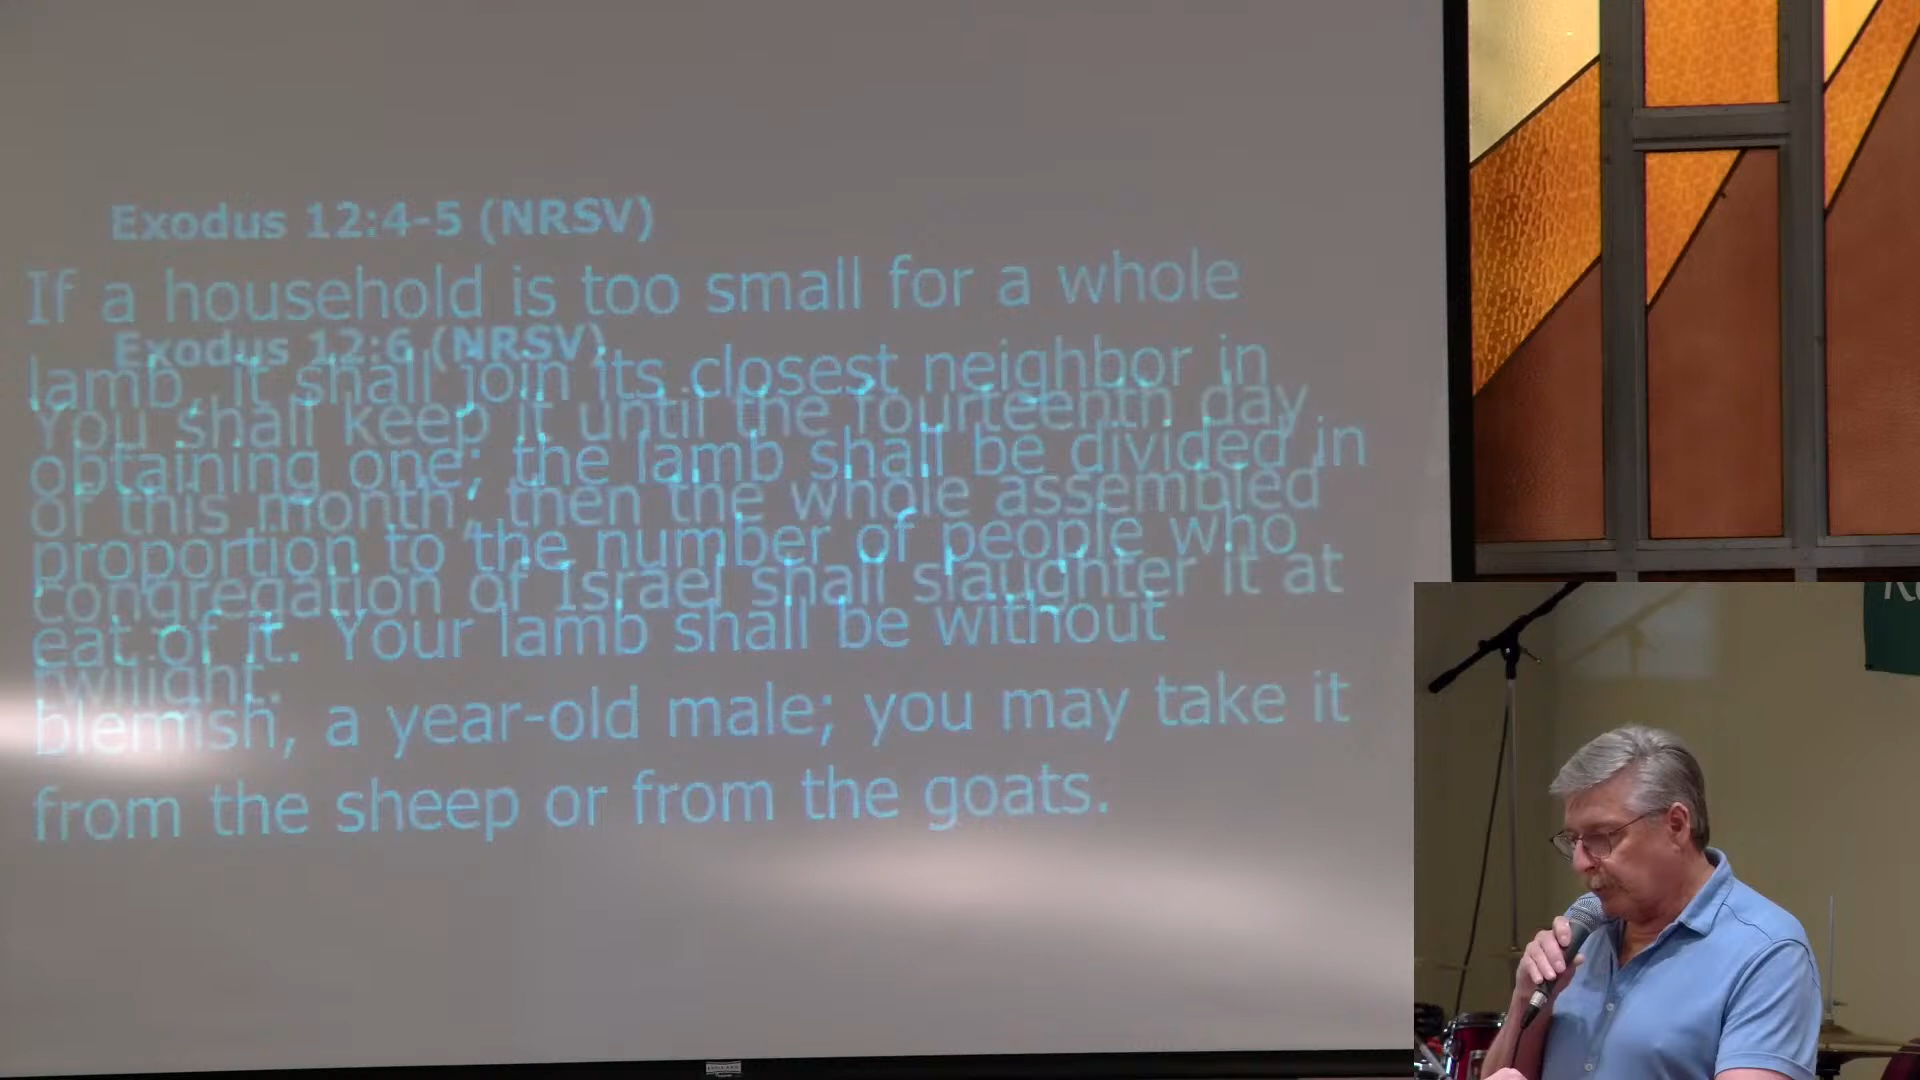 Exodus 12:4-5 (NRSV)
If a household is too small for a whole
lamb, it shall join its closest neighbor in
obtaining one; the lamb shall be divided in
proportion to the number of people who
eat of it. Your lamb shall be without
blemish, a year-old male; you may take it
from the sheep or from the goats.
Exodus 12:6 (NRSV)
You shall keep it until the fourteenth day
of this month; then the whole assembled
congregation of Israel shall slaughter it at
twilight.